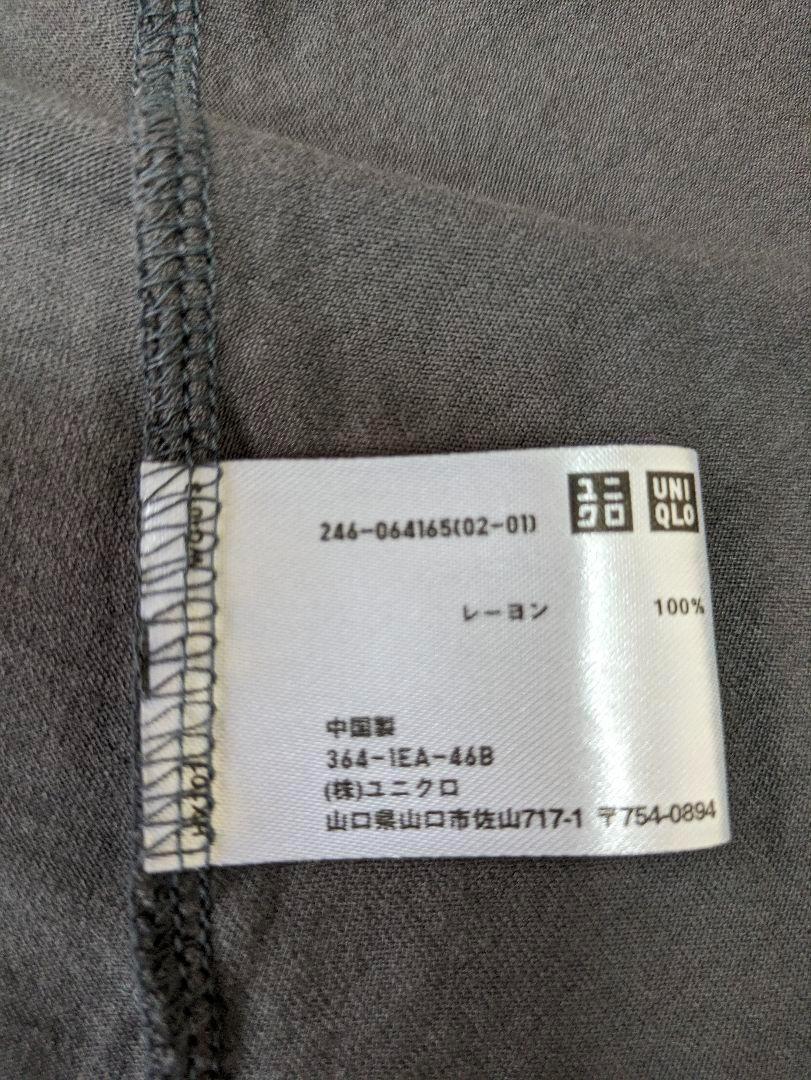 ユニクロ UNIQLO
246-064165(02-01)
レーヨン 100%
中国製
364-1EA-46B
(株)ユニクロ
山口県山口市佐山717-1 〒754-0894